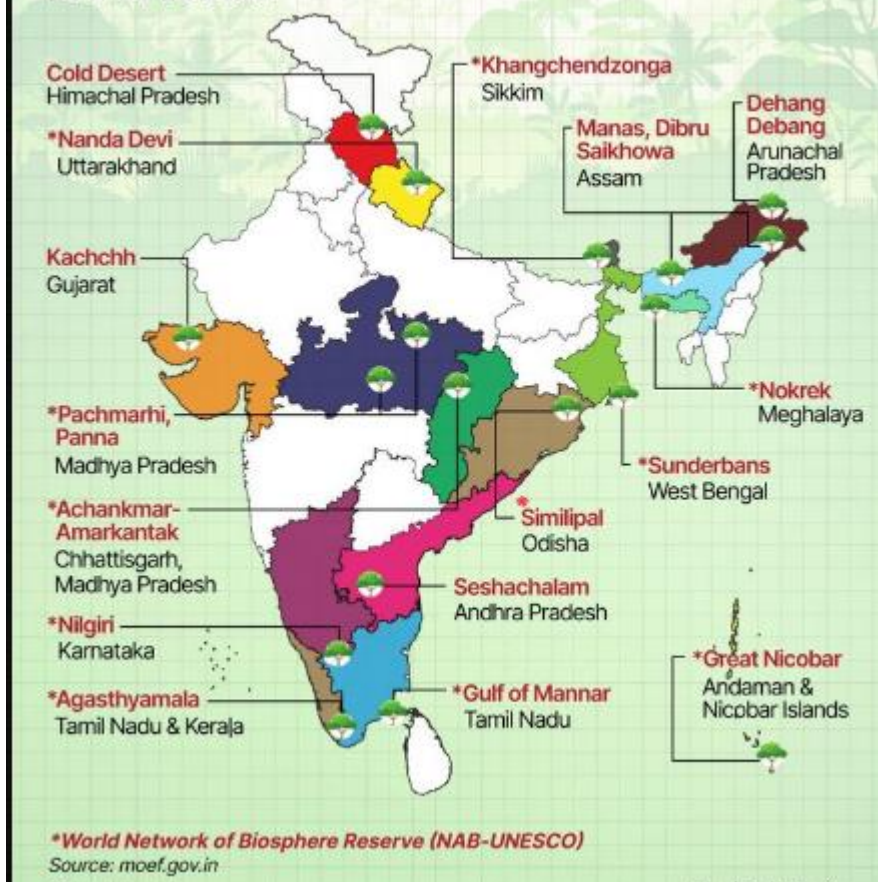 Cold Desert
Himachal Pradesh
*Nanda Devi
Uttarakhand
Kachchh
Gujarat
*Pachmarhi,
Panna
Madhya Pradesh
*Achankmar-
Amarkantak
Chhattisgarh,
Madhya Pradesh
*Nilgiri
Karnataka
*Agasthyamala
Tamil Nadu & Kerala
*Khangchendzonga
Sikkim
Manas, Dibru
Saikhowa
Assam
Dehang
Debang
Arunachal
Pradesh
*Nokrek
Meghalaya
*Sunderbans
West Bengal
*Similipal
Odisha
Seshachalam
Andhra Pradesh
*Gulf of Mannar
Tamil Nadu
*Great Nicobar
Andaman &
Nicobar Islands
*World Network of Biosphere Reserve (NAB-UNESCO)
Source: moef.gov.in